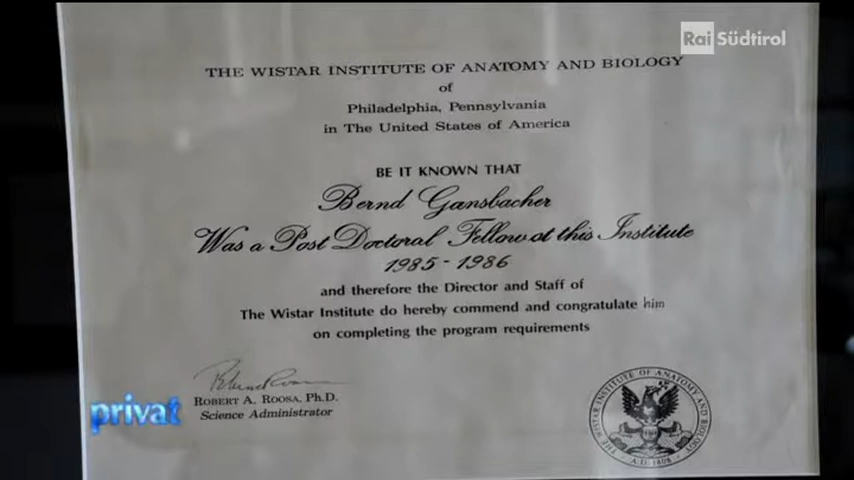 Rai Südtirol
THE WISTAR INSTITUTE OF ANATOMY AND BIOLOGY
of
Philadelphia, Pennsylvania
in The United States of America
BE IT KNOWN THAT
Bernd Gansbacher
Was a Post Doctoral Fellow at this Institute
1985 - 1986
and therefore the Director and Staff of
The Wistar Institute do hereby commend and congratulate him
on completing the program requirements
ROBERT A. ROOSA, Ph.D.
Science Administrator
privat
THE WISTAR INSTITUTE OF ANATOMY AND BIOLOGY
A.D. 1808